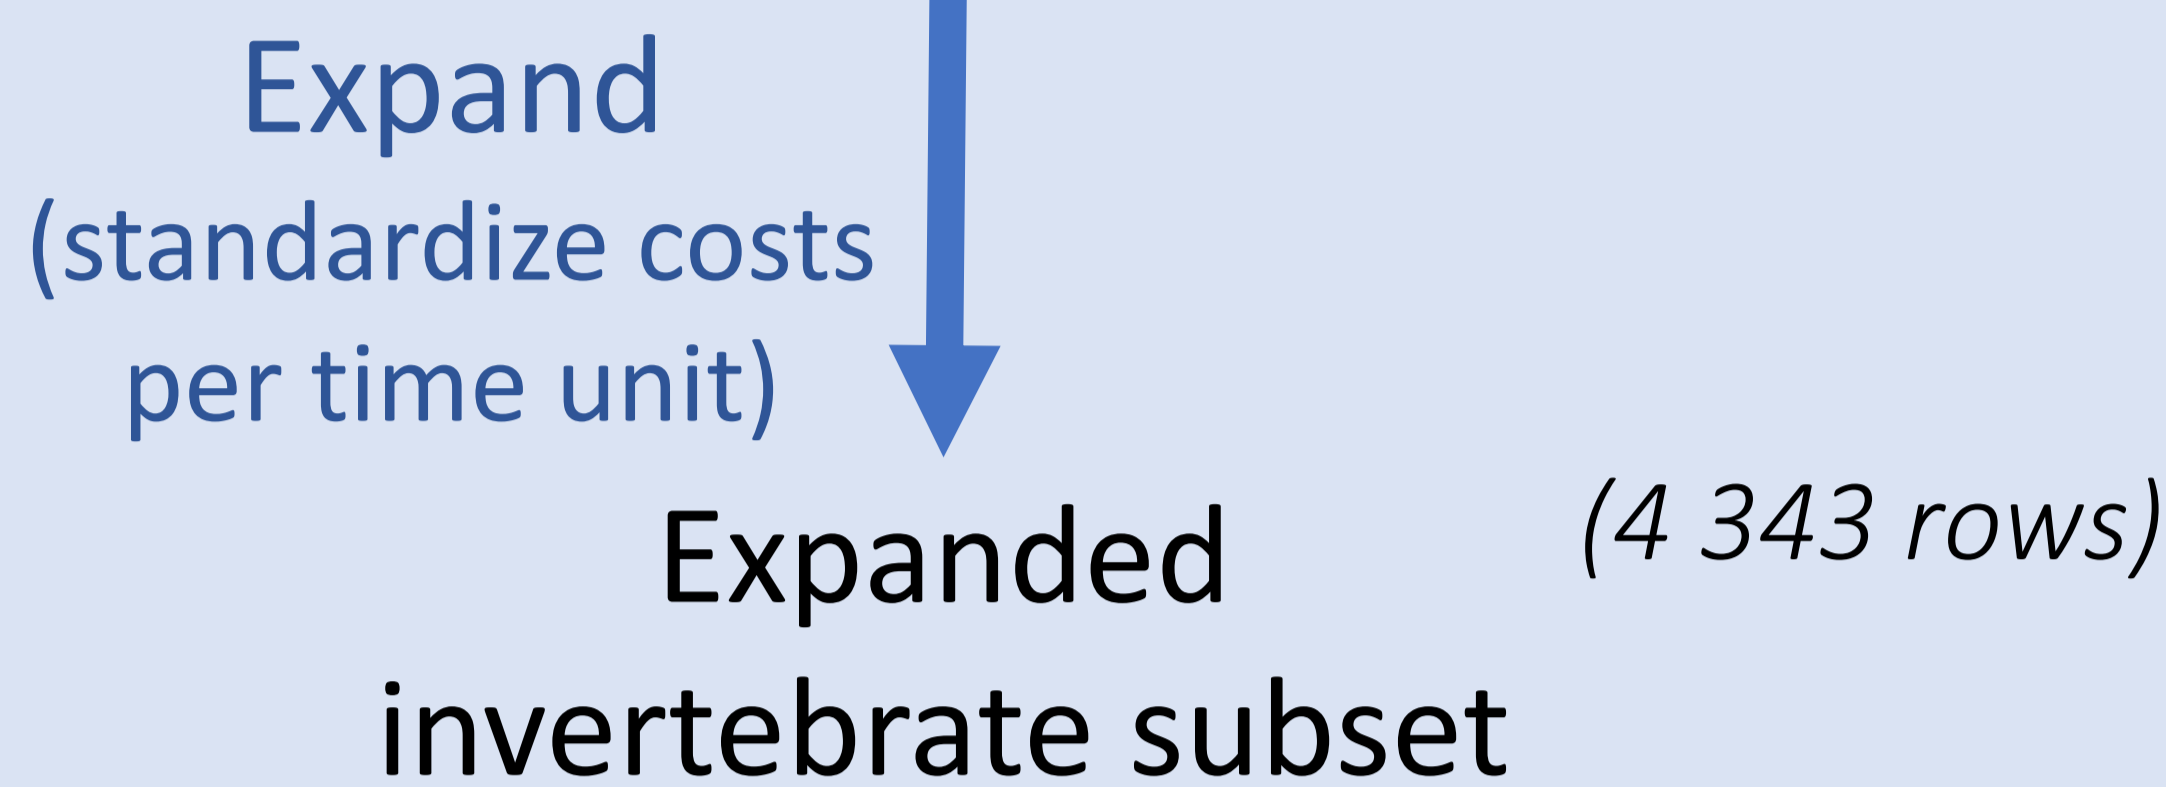 Expand
(standardize costs
per time unit)
Expanded
invertebrate subset
(4 343 rows)